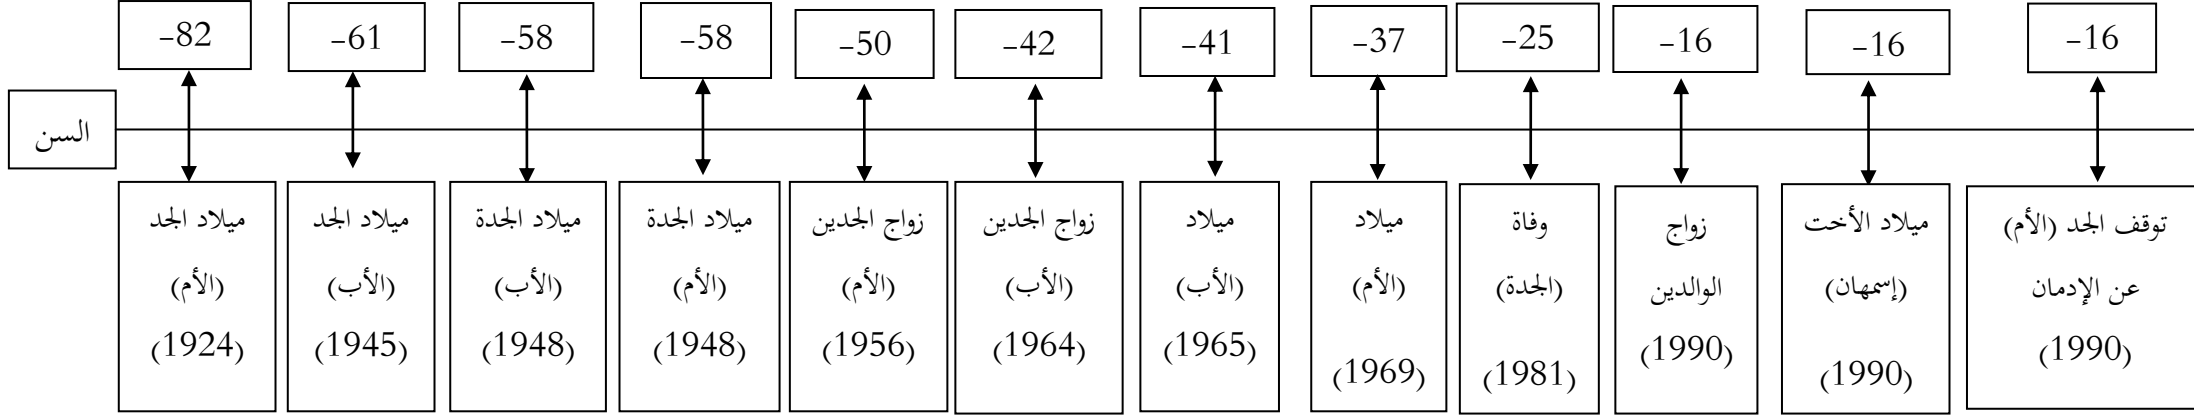 -82
-61
-58
-58
-50
-42
-41
-37
-25
-16
-16
-16
السن
ميلاد الجد
(الأم)
(1924)
ميلاد الجد
(الأب)
(1945)
ميلاد الجدة
(الأب)
(1948)
ميلاد الجدة
(الأم)
(1948)
زواج الجدين
(الأم)
(1956)
زواج الجدين
(الأب)
(1964)
ميلاد
(الأب)
(1965)
ميلاد
(الأم)
(1969)
وفاة
(الجدة)
(1981)
زواج
الوالدين
(1990)
ميلاد الأخت
(إسمهان)
(1990)
توقف الجد (الأم)
عن الإدمان
(1990)